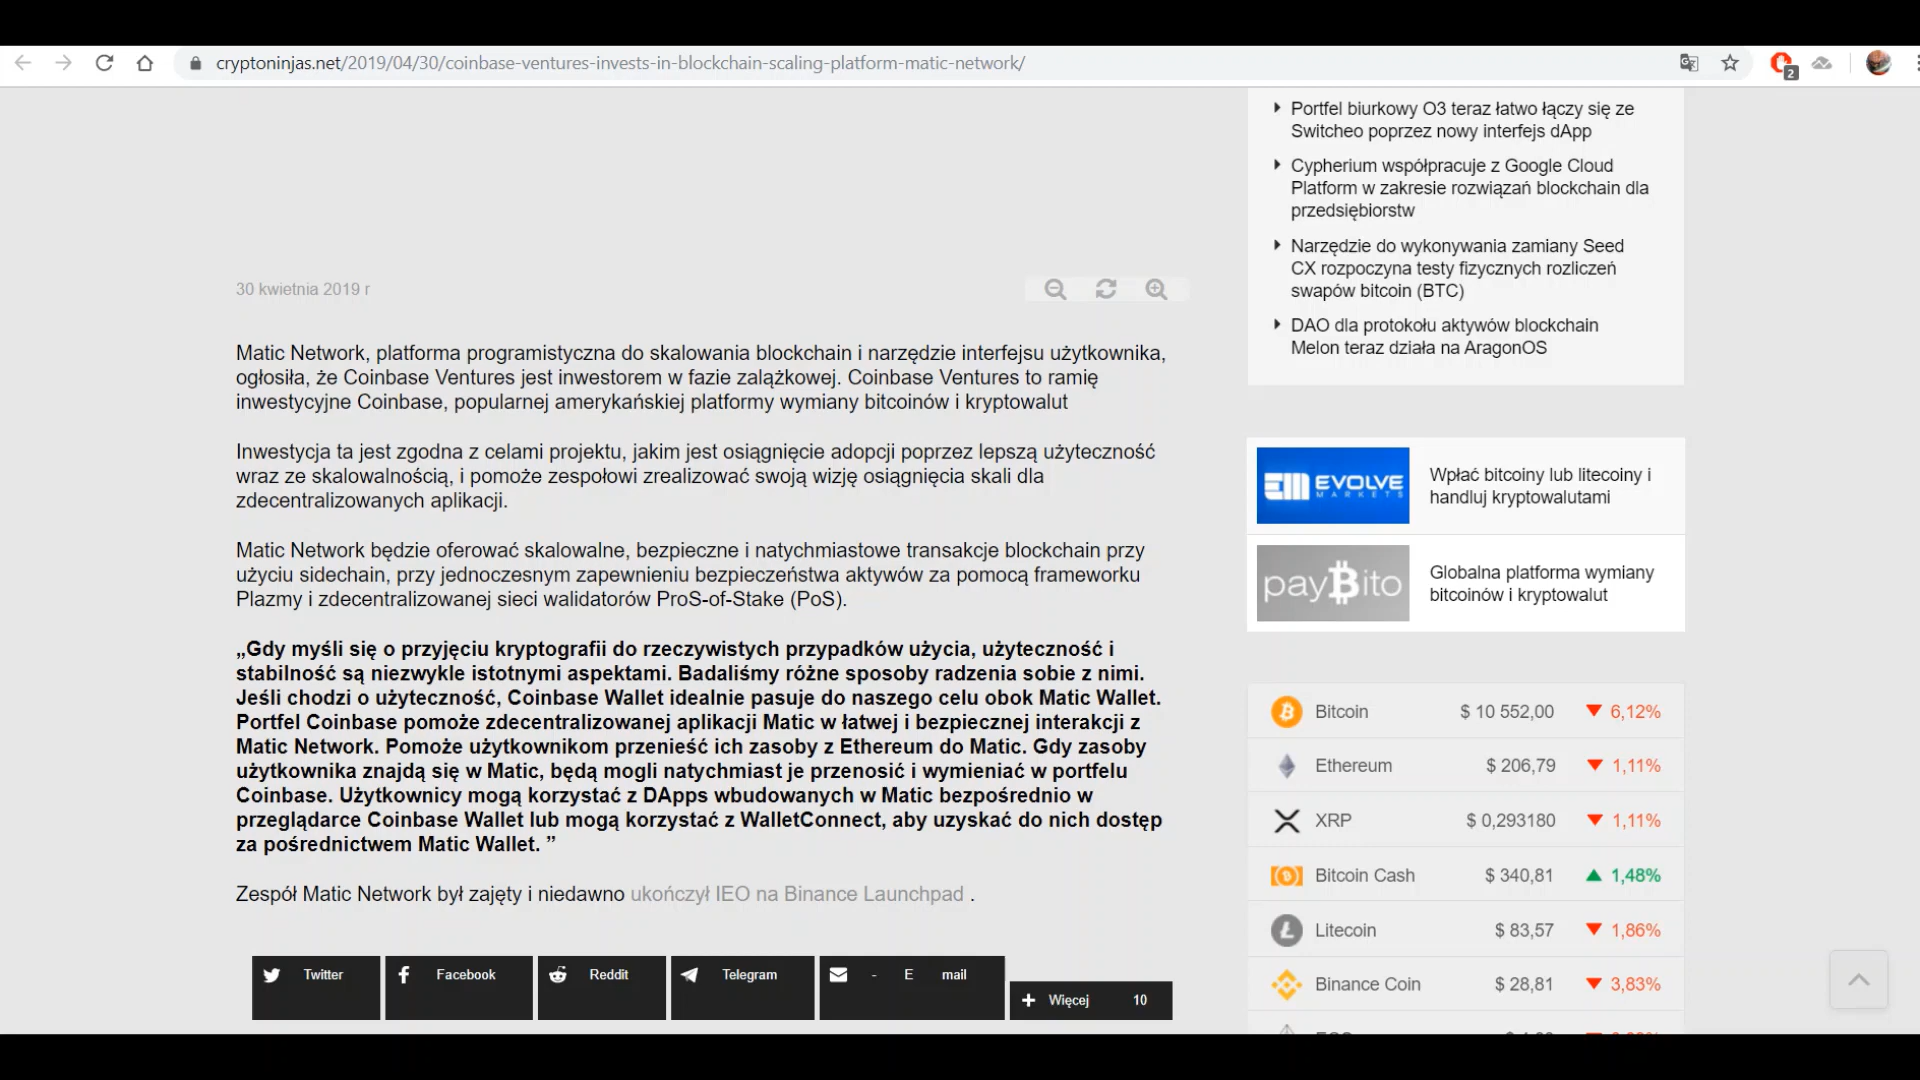 cryptoninjas.net/2019/04/30/coinbase-ventures-invests-in-blockchain-scaling-platform-matic-network/
2
30 kwietnia 2019 r
Matic Network, platforma programistyczna do skalowania blockchain i narzędzie interfejsu użytkownika,
ogłosiła, że Coinbase Ventures jest inwestorem w fazie zalążkowej. Coinbase Ventures to ramię
inwestycyjne Coinbase, popularnej amerykańskiej platformy wymiany bitcoinów i kryptowalut
Inwestycja ta jest zgodna z celami projektu, jakim jest osiągnięcie adopcji poprzez lepszą użyteczność
wraz ze skalowalnością, i pomoże zespołowi zrealizować swoją wizję osiągnięcia skali dla
zdecentralizowanych aplikacji.
Matic Network będzie oferować skalowalne, bezpieczne i natychmiastowe transakcje blockchain przy
użyciu sidechain, przy jednoczesnym zapewnieniu bezpieczeństwa aktywów za pomocą frameworku
Plazmy i zdecentralizowanej sieci walidatorów ProS-of-Stake (PoS).
„Gdy myśli się o przyjęciu kryptografii do rzeczywistych przypadków użycia, użyteczność i
stabilność są niezwykle istotnymi aspektami. Badaliśmy różne sposoby radzenia sobie z nimi.
Jeśli chodzi o użyteczność, Coinbase Wallet idealnie pasuje do naszego celu obok Matic Wallet.
Portfel Coinbase pomoże zdecentralizowanej aplikacji Matic w łatwej i bezpiecznej interakcji z
Matic Network. Pomoże użytkownikom przenieść ich zasoby z Ethereum do Matic. Gdy zasoby
użytkownika znajdą się w Matic, będą mogli natychmiast je przenosić i wymieniać w portfelu
Coinbase. Użytkownicy mogą korzystać z DApps wbudowanych w Matic bezpośrednio w
przeglądarce Coinbase Wallet lub mogą korzystać z WalletConnect, aby uzyskać do nich dostęp
za pośrednictwem Matic Wallet. ”
Zespół Matic Network był zajęty i niedawno ukończył IEO na Binance Launchpad .
Twitter
Facebook
Reddit
Telegram
- E mail
Więcej 10
Portfel biurkowy O3 teraz łatwo łączy się ze
Switcheo poprzez nowy interfejs dApp
Cypherium współpracuje z Google Cloud
Platform w zakresie rozwiązań blockchain dla
przedsiębiorstw
Narzędzie do wykonywania zamiany Seed
CX rozpoczyna testy fizycznych rozliczeń
swapów bitcoin (BTC)
DAO dla protokołu aktywów blockchain
Melon teraz działa na AragonOS
EVOLVE
MARKETS
Wpłać bitcoiny lub litecoiny i
handluj kryptowalutami
payBito
Globalna platforma wymiany
bitcoinów i kryptowalut
Bitcoin $ 10 552,00 6,12%
Ethereum $ 206,79 1,11%
XRP $ 0,293180 1,11%
Bitcoin Cash $ 340,81 1,48%
Litecoin $ 83,57 1,86%
Binance Coin $ 28,81 3,83%